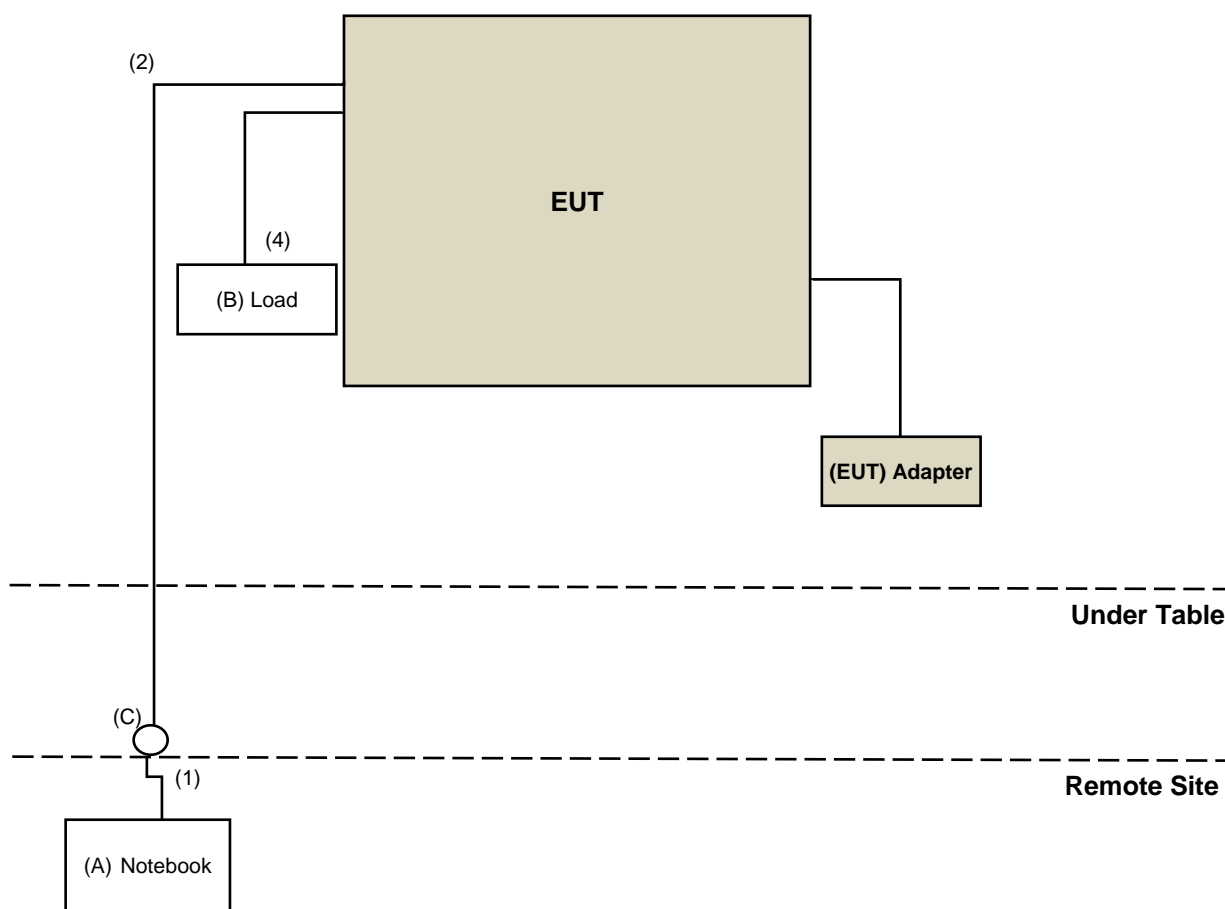 (2)
EUT
(4)
(B) Load
(EUT) Adapter
Under Table
(C)
(1)
Remote Site
(A) Notebook